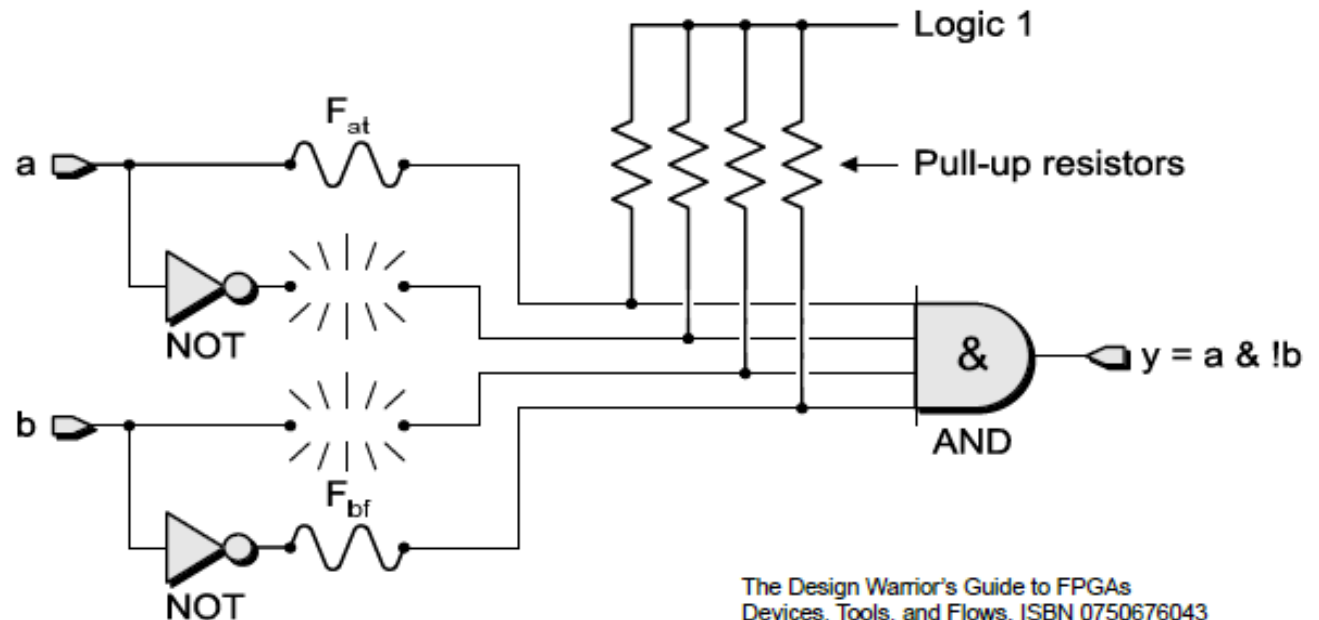 Logic 1
F_at
a
Pull-up resistors
NOT
&
y = a & !b
b
AND
F_bf
NOT
The Design Warrior's Guide to FPGAs
Devices, Tools, and Flows. ISBN 0750676043